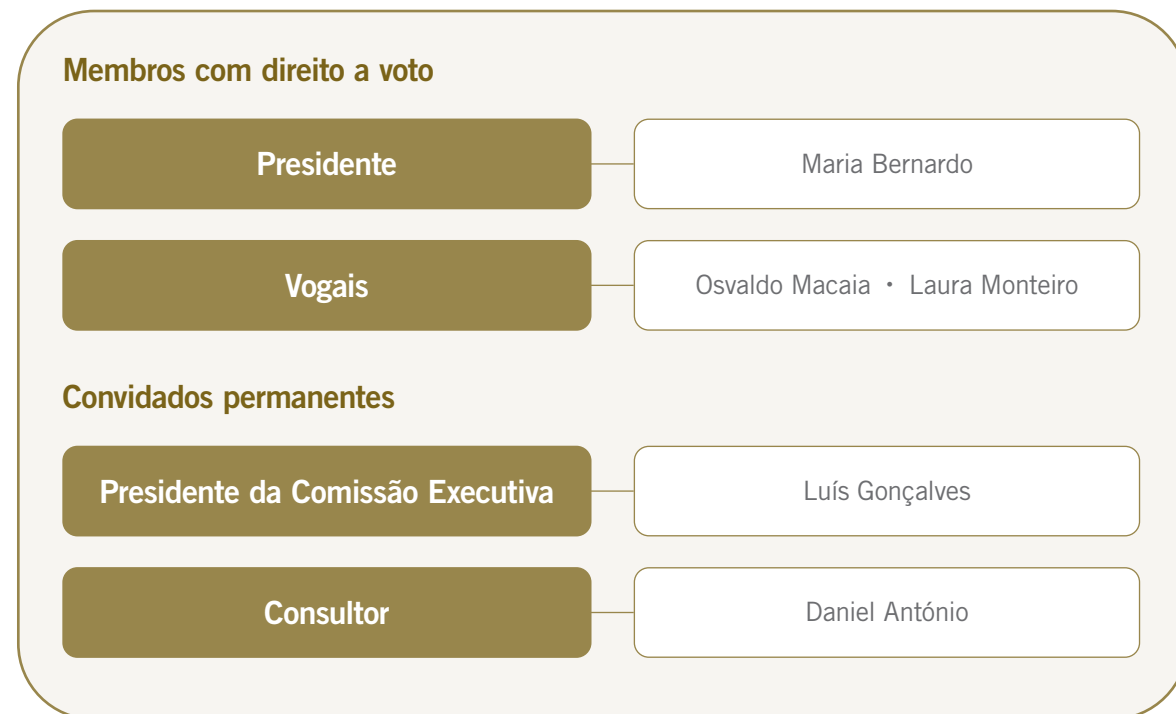 Membros com direito a voto
Presidente
Maria Bernardo
Vogais
Osvaldo Macaia • Laura Monteiro
Convidados permanentes
Presidente da Comissão Executiva
Luís Gonçalves
Consultor
Daniel António